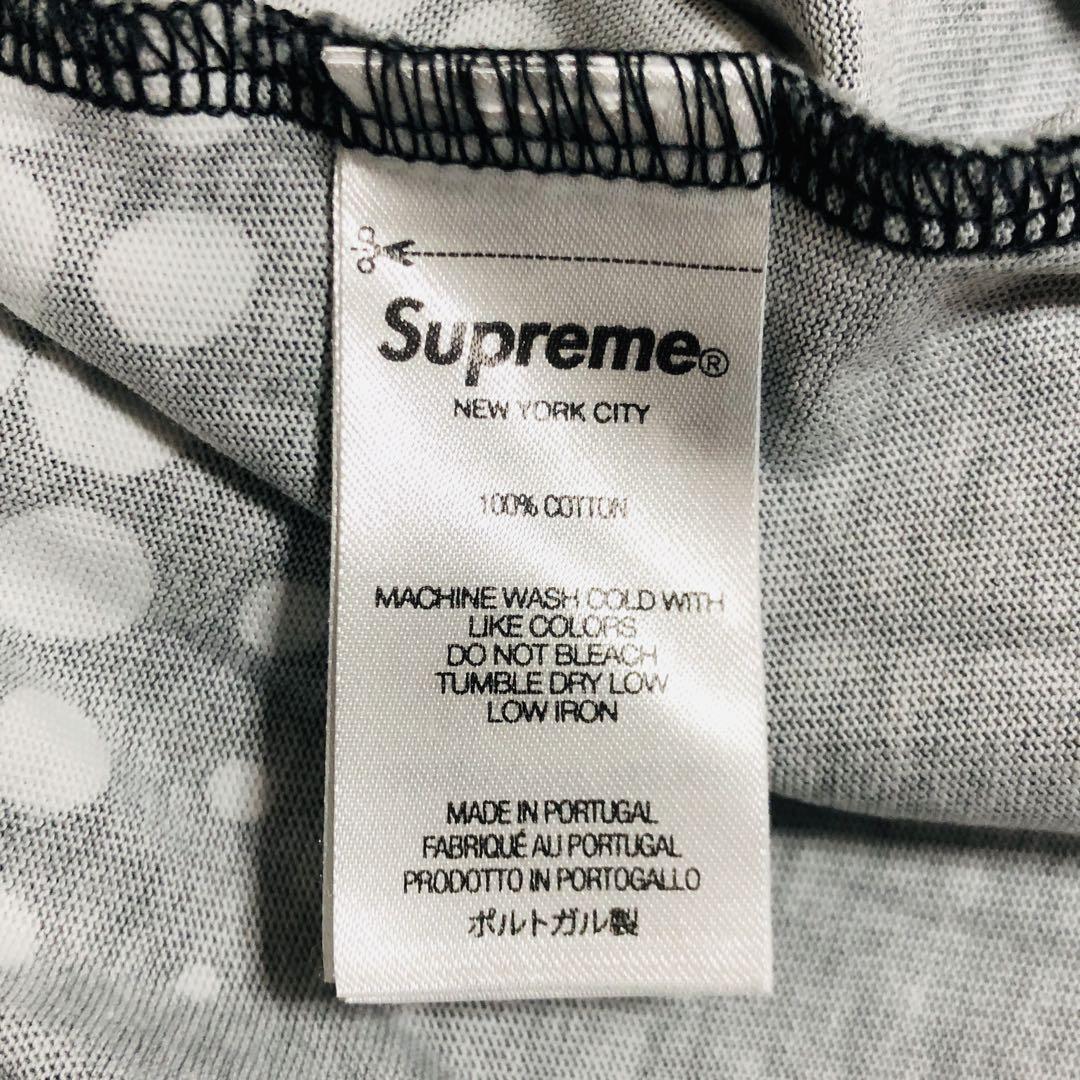 Supreme®
NEW YORK CITY
100% COTTON
MACHINE WASH COLD WITH
LIKE COLORS
DO NOT BLEACH
TUMBLE DRY LOW
LOW IRON
MADE IN PORTUGAL
FABRIQUÉ AU PORTUGAL
PRODOTTO IN PORTOGALLO
ポルトガル製